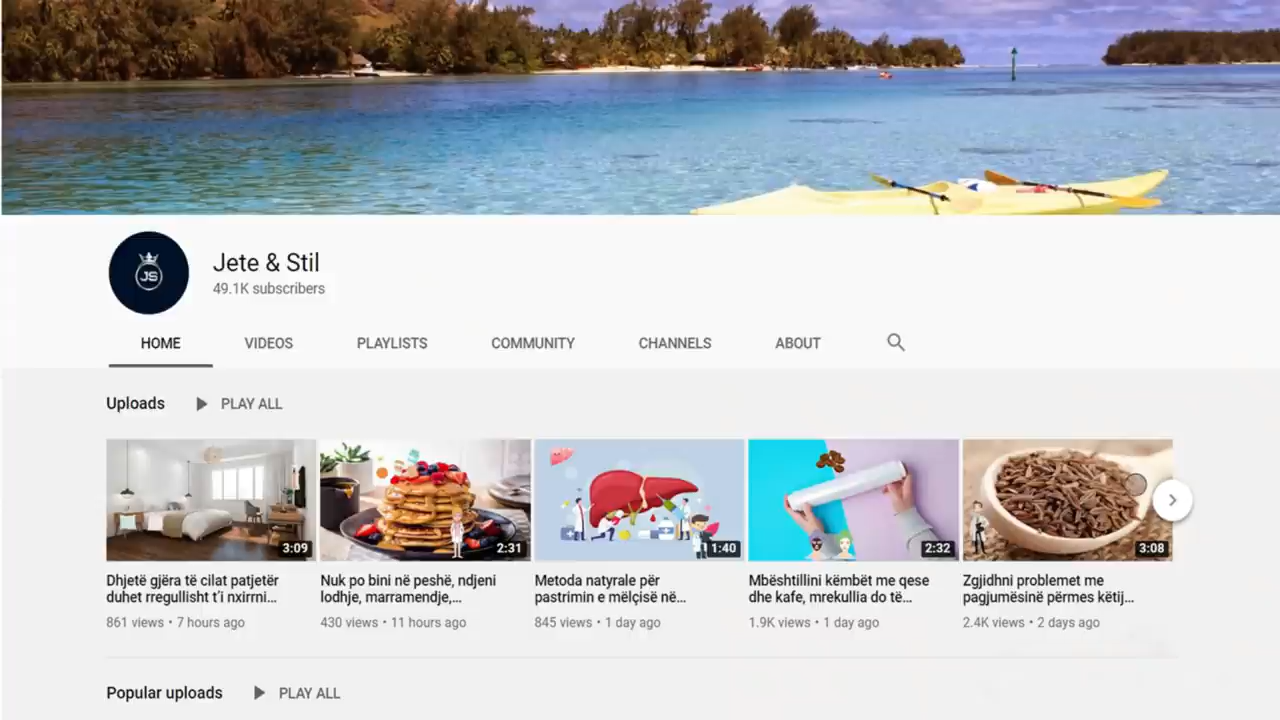 JS
Jete & Stil
49.1K subscribers
HOME VIDEOS PLAYLISTS COMMUNITY CHANNELS ABOUT
Uploads PLAY ALL
3:09 2:31 1:40 2:32 3:08
Dhjetë gjëra të cilat patjetër
duhet rregullisht t'i nxirrni...
861 views • 7 hours ago
Nuk po bini në peshë, ndjeni
lodhje, marramendje,...
430 views • 11 hours ago
Metoda natyrale për
pastrimin e mëlçisë në...
845 views • 1 day ago
Mbështillini këmbët me qese
dhe kafe, mrekullia do të...
1.9K views • 1 day ago
Zgjidhni problemet me
pagjumësinë përmes këtij...
2.4K views • 2 days ago
Popular uploads PLAY ALL